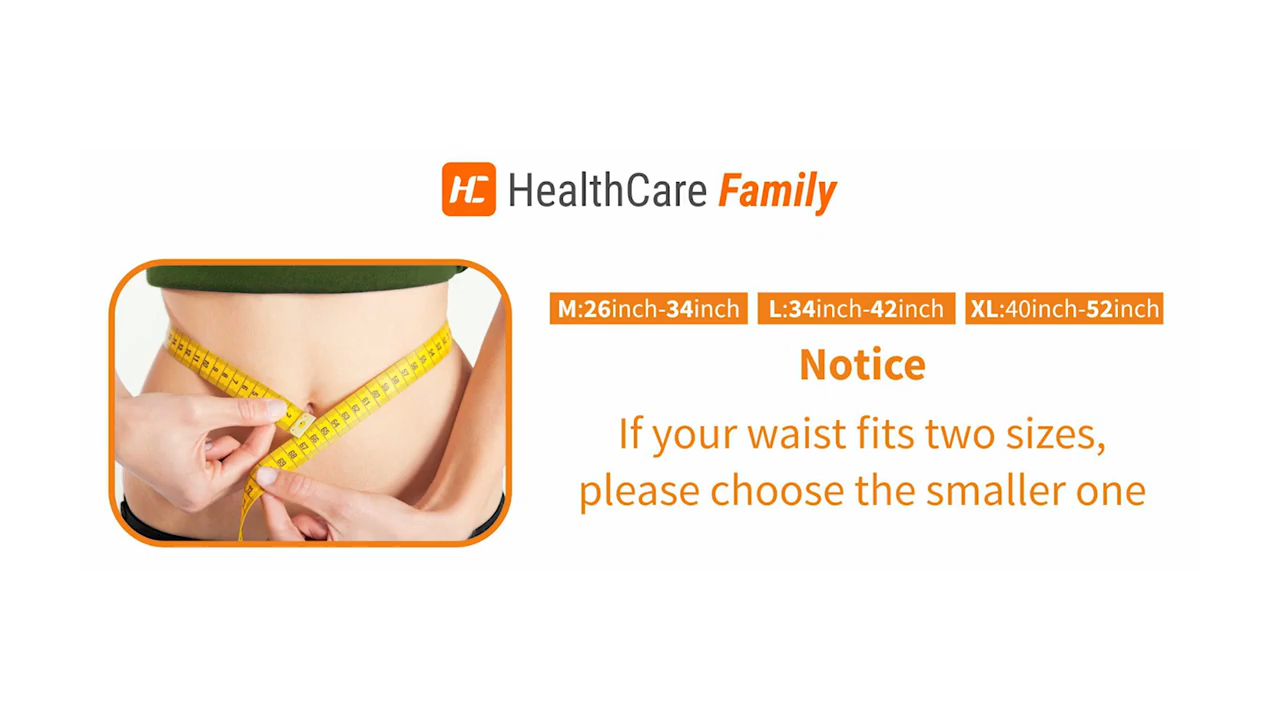 HC HealthCare Family
M:26inch-34inch L:34inch-42inch XL:40inch-52inch
Notice
If your waist fits two sizes,
please choose the smaller one